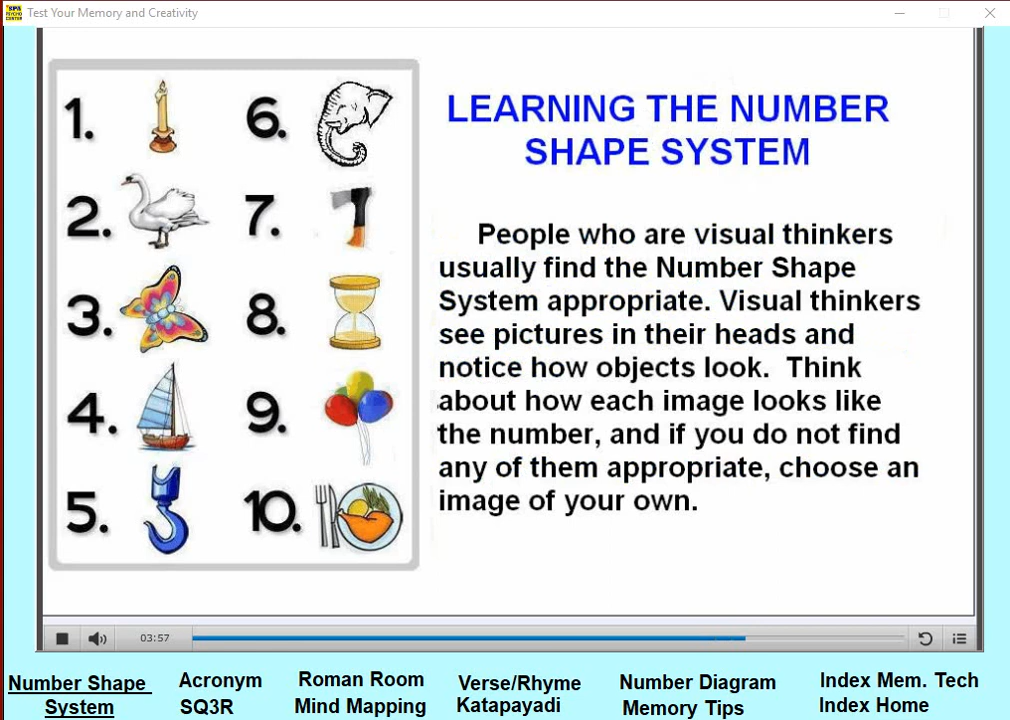 SIPA
PSYCHO
CENTER
Test Your Memory and Creativity
1.
2.
3.
4.
5.
6.
7.
8.
9.
10.
LEARNING THE NUMBER
SHAPE SYSTEM
People who are visual thinkers
usually find the Number Shape
System appropriate. Visual thinkers
see pictures in their heads and
notice how objects look.  Think
about how each image looks like
the number, and if you do not find
any of them appropriate, choose an
image of your own.
03:57
Number Shape
System
Acronym
SQ3R
Roman Room
Mind Mapping
Verse/Rhyme
Katapayadi
Number Diagram
Memory Tips
Index Mem. Tech
Index Home